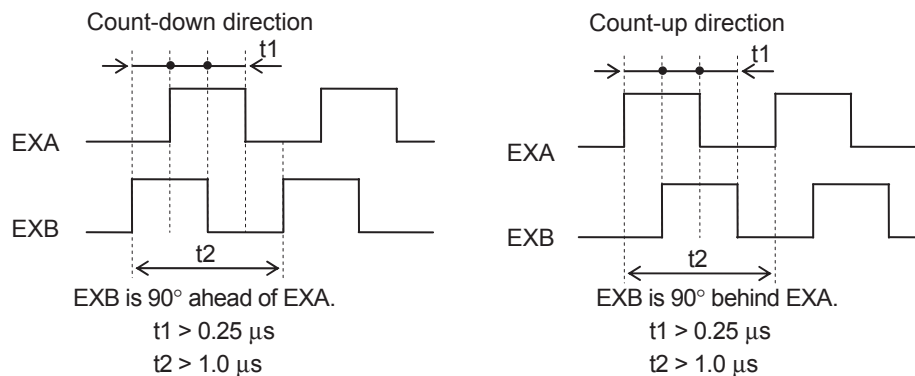 Count-down direction
t1
EXA
EXB
t2
EXB is 90° ahead of EXA.
t1 > 0.25 μs
t2 > 1.0 μs
Count-up direction
t1
EXA
EXB
t2
EXB is 90° behind EXA.
t1 > 0.25 μs
t2 > 1.0 μs